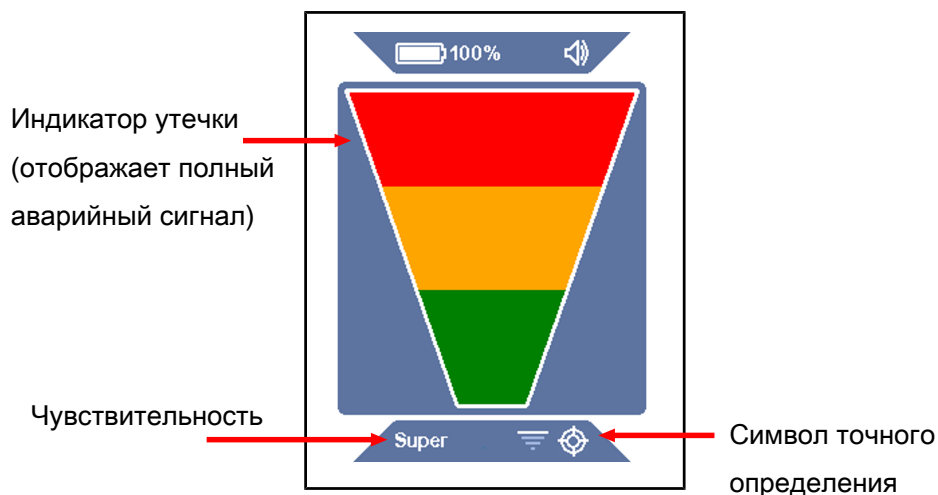 100%
Индикатор утечки
(отображает полный
аварийный сигнал)
Чувствительность
Super
Символ точного
определения